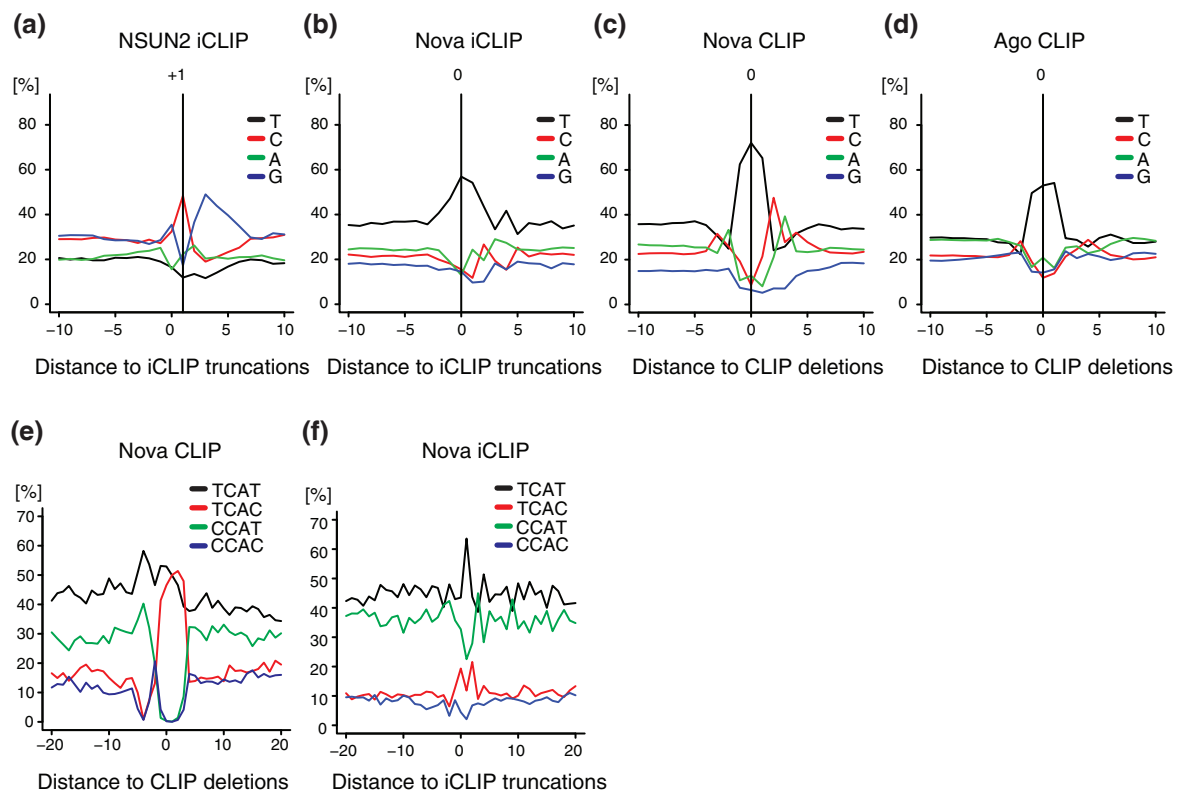 (a)
NSUN2 iCLIP
+1
[%]
80
60
40
20
0
T
C
A
G
−10
−5
0
5
10
Distance to iCLIP truncations
(b)
Nova iCLIP
0
80
60
40
20
0
T
C
A
G
−10
−5
0
5
10
Distance to iCLIP truncations
(c)
Nova CLIP
0
[%]
80
60
40
20
0
T
C
A
G
−10
−5
0
5
10
Distance to CLIP deletions
(d)
Ago CLIP
0
[%]
80
60
40
20
0
T
C
A
G
−10
−5
0
5
10
Distance to CLIP deletions
(e)
Nova CLIP
[%]
70
60
50
40
30
20
10
0
TCAT
TCAC
CCAT
CCAC
−20
−10
0
10
20
Distance to CLIP deletions
(f)
Nova iCLIP
[%]
70
60
50
40
30
20
10
0
TCAT
TCAC
CCAT
CCAC
−20
−10
0
10
20
Distance to iCLIP truncations